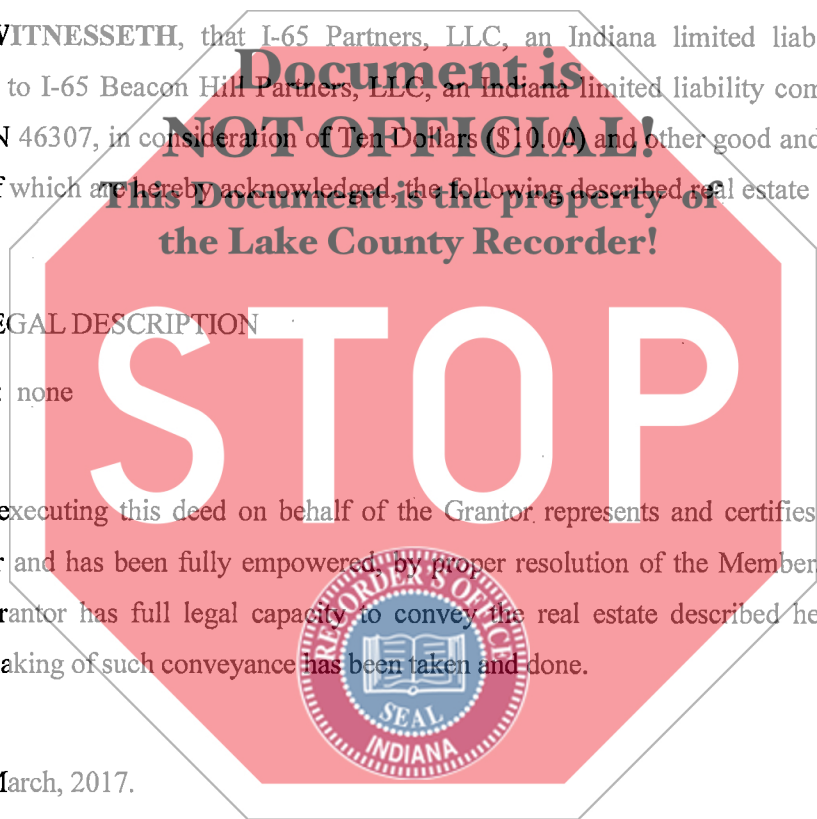 WITNESSETH, that I-65 Partners, LLC, an Indiana limited liab
Document is
to I-65 Beacon Hill Partners, LLC, an Indiana limited liability com
NOT OFFICIAL!
N 46307, in consideration of Ten Dollars ($10.00) and other good and
This Document is the property of
f which are hereby acknowledged, the following described real estate
the Lake County Recorder!
EGAL DESCRIPTION
STOP
: none
executing this deed on behalf of the Grantor represents and certifies
r and has been fully empowered, by proper resolution of the Member
rantor has full legal capacity to convey the real estate described he
aking of such conveyance has been taken and done.
RECORDER'S OFFICE
SEAL
INDIANA
March, 2017.